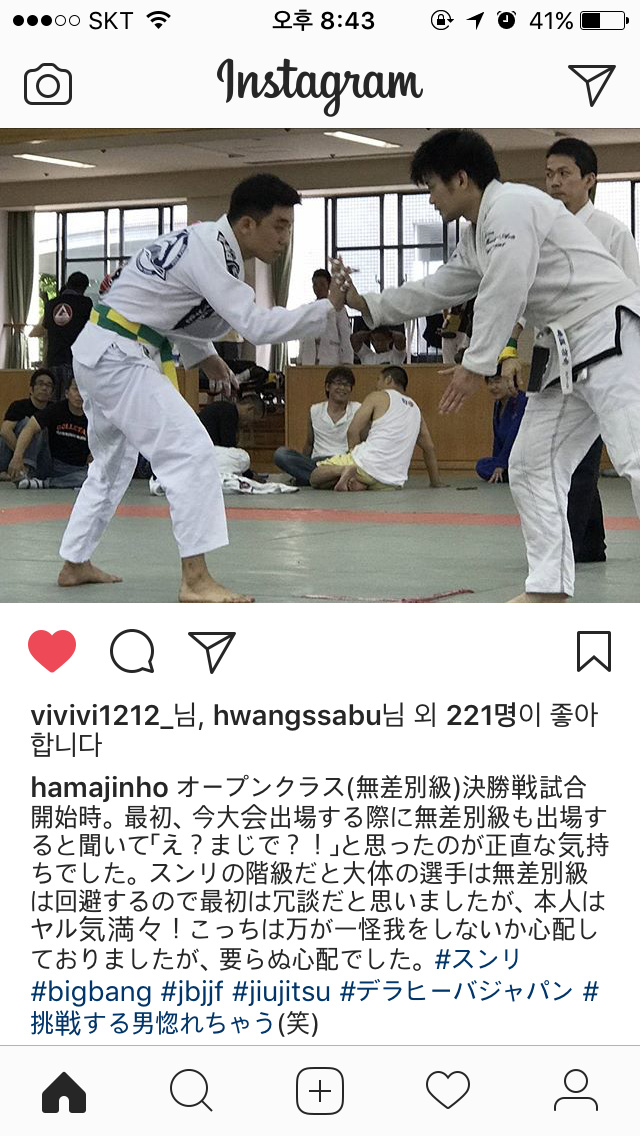 SKT 오후 8:43 41%
Instagram
vivivi1212_님, hwangssabu님 외 221명이 좋아
합니다
hamajinho オープンクラス(無差別級)決勝戦試合
開始時。最初、今大会出場する際に無差別級も出場す
ると聞いて「え？まじで？！」と思ったのが正直な気持
ちでした。スンリの階級だと大体の選手は無差別級
は回避するので最初は冗談だと思いましたが、本人は
ヤル気満々！こっちは万が一怪我をしないか心配し
ておりましたが、要らぬ心配でした。#スンリ
#bigbang #jbjjf #jiujitsu #デラヒーバジャパン #
挑戦する男惚れちゃう(笑)